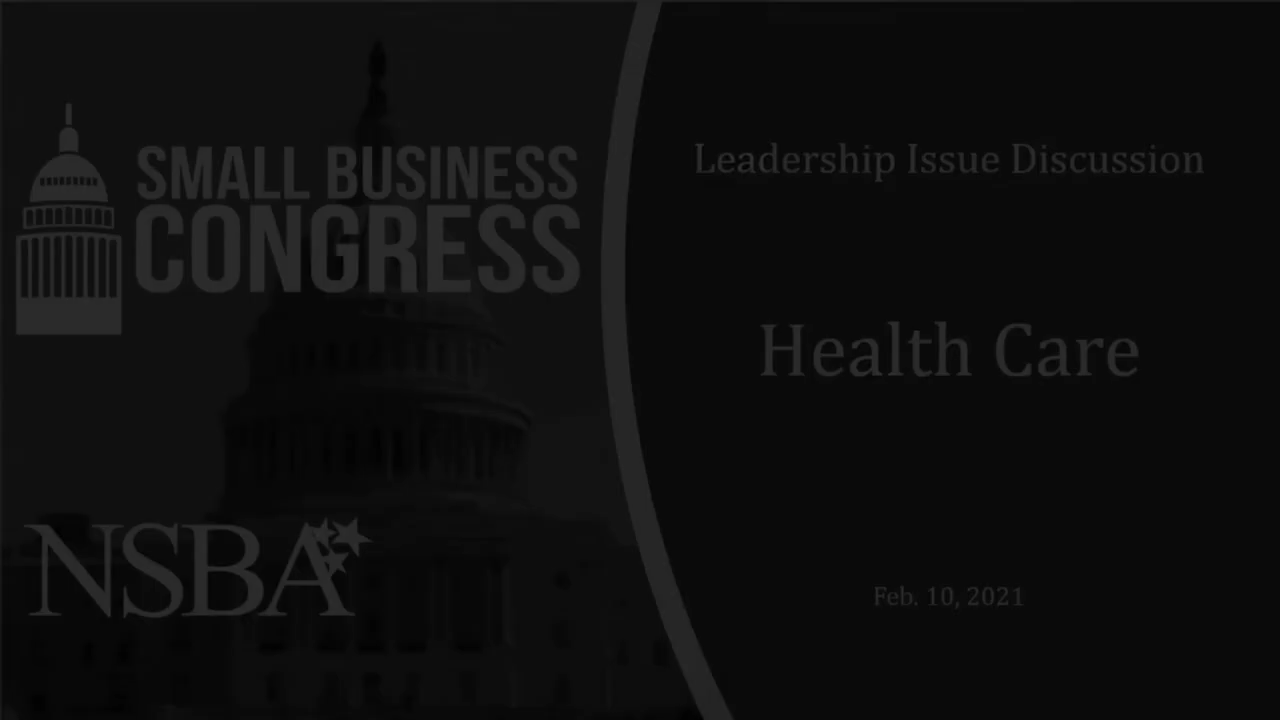 SMALL BUSINESS
CONGRESS
NSBA
Leadership Issue Discussion
Health Care
Feb. 10, 2021